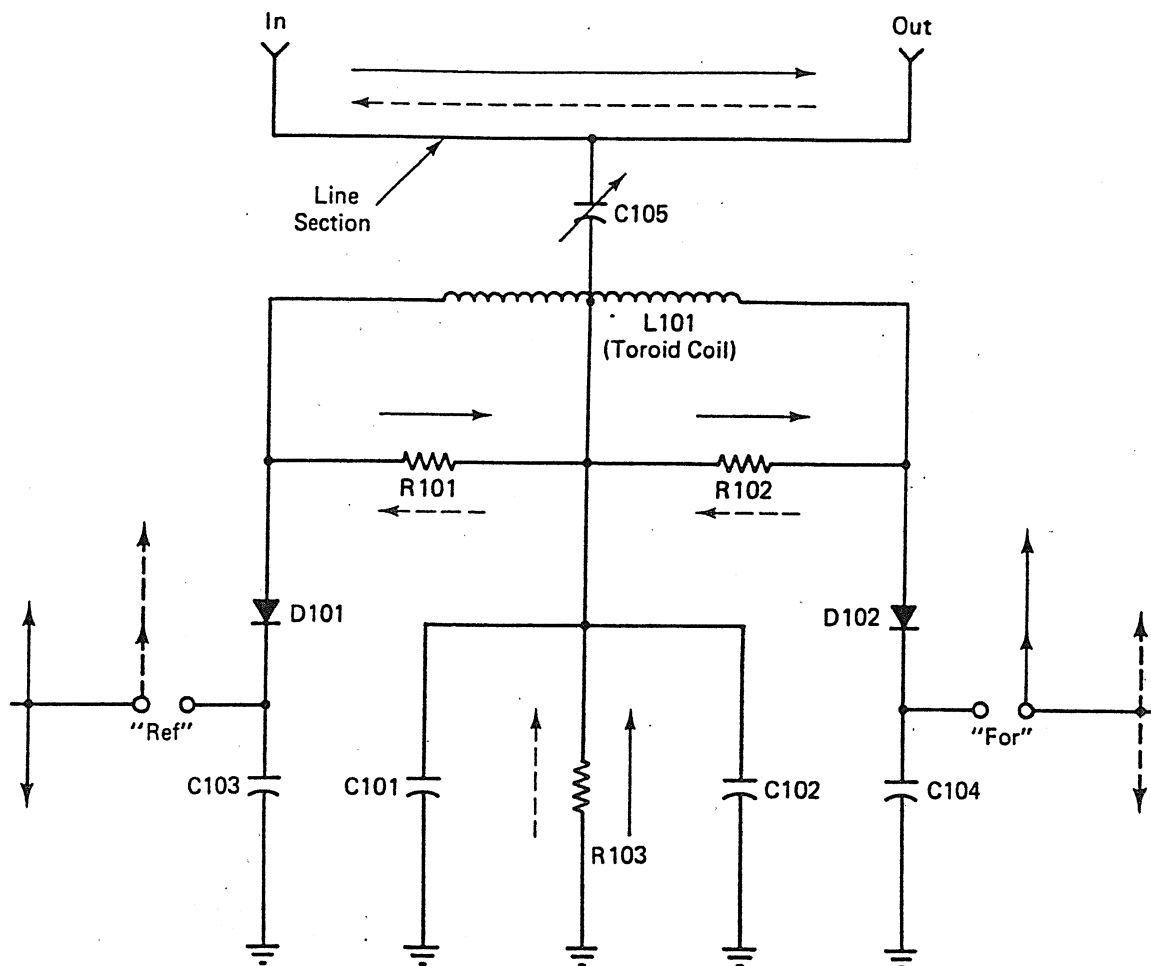 In
Out
Line
Section
C105
L101
(Toroid Coil)
R101
R102
D101
D102
"Ref"
"For"
C103
C101
C102
C104
R103